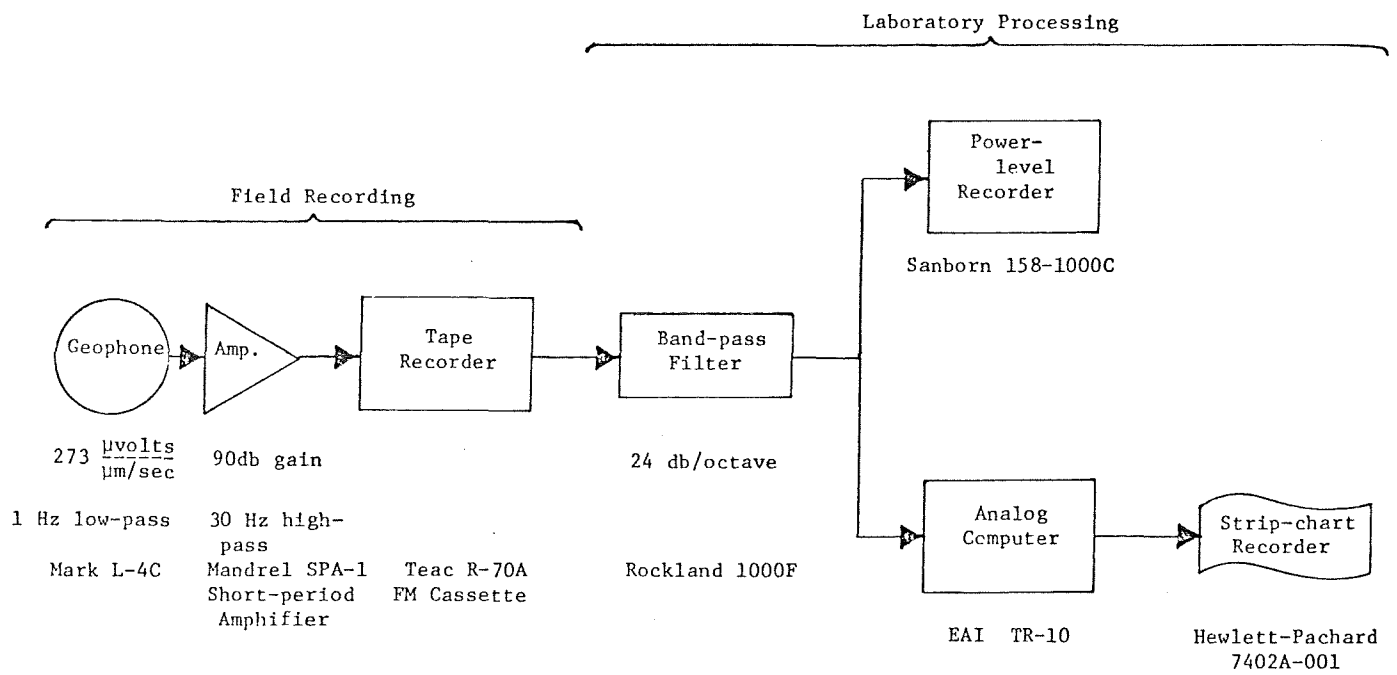 Laboratory Processing
Field Recording
Power-
level
Recorder
Sanborn 158-1000C
Geophone
Amp.
Tape
Recorder
Band-pass
Filter
273 μvolts
μm/sec
90db gain
24 db/octave
1 Hz low-pass
30 Hz high-
pass
Mark L-4C
Mandrel SPA-1
Short-period
Amphifier
Teac R-70A
FM Cassette
Rockland 1000F
Analog
Ccmputer
EAI TR-10
Strip-chart
Recorder
Hewlett-Pachard
7402A-001